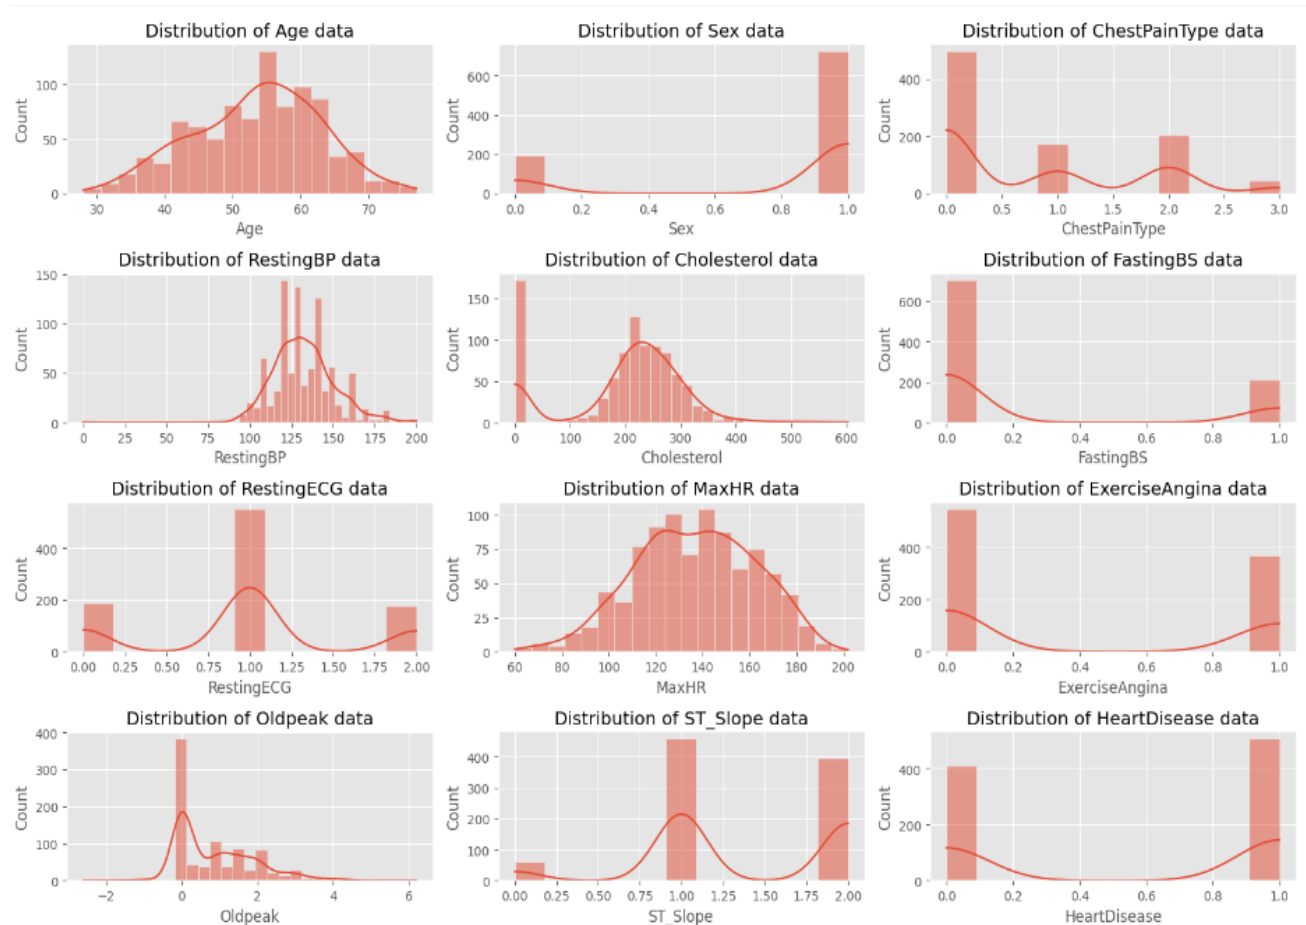 Distribution of Age data
Count
100
50
0
30 40 50 60 70
Age
Distribution of Sex data
Count
600
400
200
0
0.0 0.2 0.4 0.6 0.8 1.0
Sex
Distribution of ChestPainType data
Count
400
200
0
0.0 0.5 1.0 1.5 2.0 2.5 3.0
ChestPainType
Distribution of RestingBP data
Count
150
100
50
0
0 25 50 75 100 125 150 175 200
RestingBP
Distribution of Cholesterol data
Count
150
100
50
0
0 100 200 300 400 500 600
Cholesterol
Distribution of FastingBS data
Count
600
400
200
0
0.0 0.2 0.4 0.6 0.8 1.0
FastingBS
Distribution of RestingECG data
Count
400
200
0
0.00 0.25 0.50 0.75 1.00 1.25 1.50 1.75 2.00
RestingECG
Distribution of MaxHR data
Count
100
75
50
25
0
60 80 100 120 140 160 180 200
MaxHR
Distribution of ExerciseAngina data
Count
400
200
0
0.0 0.2 0.4 0.6 0.8 1.0
ExerciseAngina
Distribution of Oldpeak data
Count
400
300
200
100
0
−2 0 2 4 6
Oldpeak
Distribution of ST_Slope data
Count
400
300
200
100
0
0.00 0.25 0.50 0.75 1.00 1.25 1.50 1.75 2.00
ST_Slope
Distribution of HeartDisease data
Count
400
200
0
0.0 0.2 0.4 0.6 0.8 1.0
HeartDisease